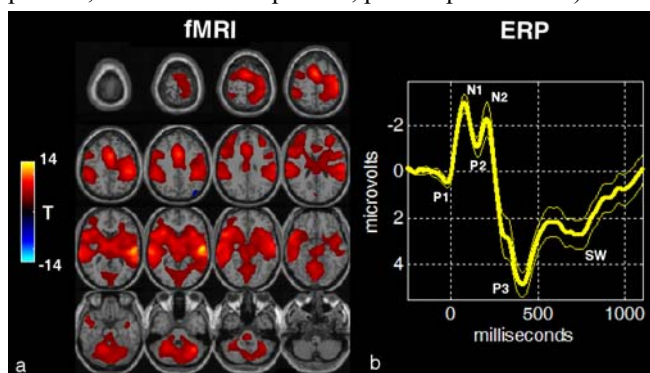 fMRI
ERP
14
T
-14
a
microvolts
-2
0
2
4
N1
N2
P2
P1
P3
SW
0
500
1000
milliseconds
b